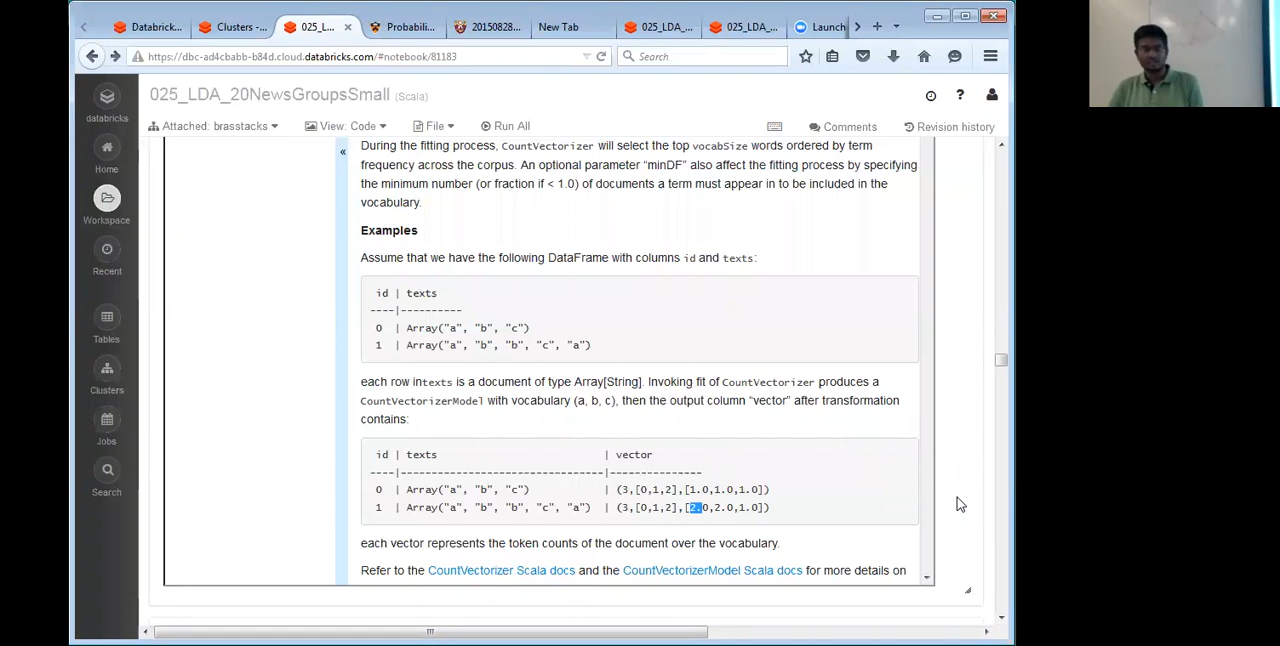 Databrick...
Clusters -...
025_L...
Probabili...
20150828...
New Tab
025_LDA_...
025_LDA_...
Launch
https://dbc-ad4cbabb-b84d.cloud.databricks.com/#notebook/81183
Search
025_LDA_20NewsGroupsSmall (Scala)
Attached: brasstacks
View: Code
File
Run All
Comments
Revision history
databricks
Home
Workspace
Recent
Tables
Clusters
Jobs
Search
During the fitting process, CountVectorizer will select the top vocabSize words ordered by term
frequency across the corpus. An optional parameter “minDF” also affect the fitting process by specifying
the minimum number (or fraction if < 1.0) of documents a term must appear in to be included in the
vocabulary.
Examples
Assume that we have the following DataFrame with columns id and texts:
id | texts
----|----------
0 | Array("a", "b", "c")
1 | Array("a", "b", "b", "c", "a")
each row intexts is a document of type Array[String]. Invoking fit of CountVectorizer produces a
CountVectorizerModel with vocabulary (a, b, c), then the output column “vector” after transformation
contains:
id | texts | vector
----|---------------------------------|---------------
0 | Array("a", "b", "c") | (3,[0,1,2],[1.0,1.0,1.0])
1 | Array("a", "b", "b", "c", "a") | (3,[0,1,2],[2.0,2.0,1.0])
each vector represents the token counts of the document over the vocabulary.
Refer to the CountVectorizer Scala docs and the CountVectorizerModel Scala docs for more details on